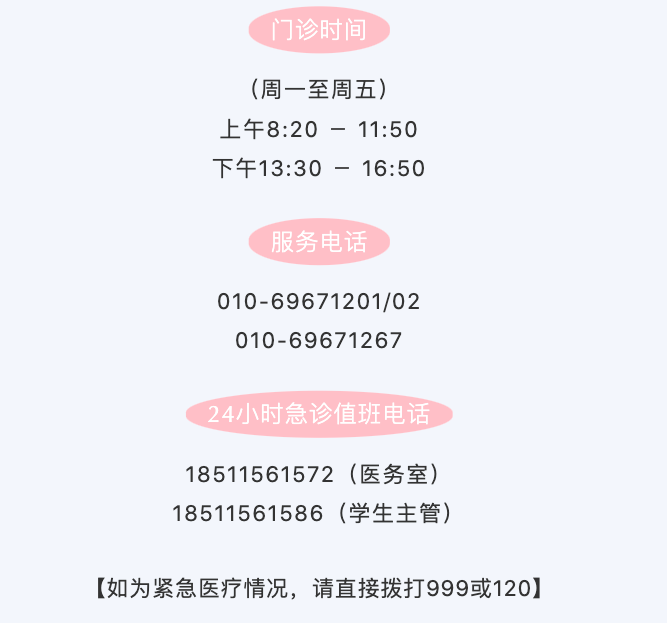 门诊时间
（周一至周五）
上午8:20 － 11:50
下午13:30 － 16:50
服务电话
010-69671201/02
010-69671267
24小时急诊值班电话
18511561572（医务室）
18511561586（学生主管）
【如为紧急医疗情况，请直接拨打999或120】